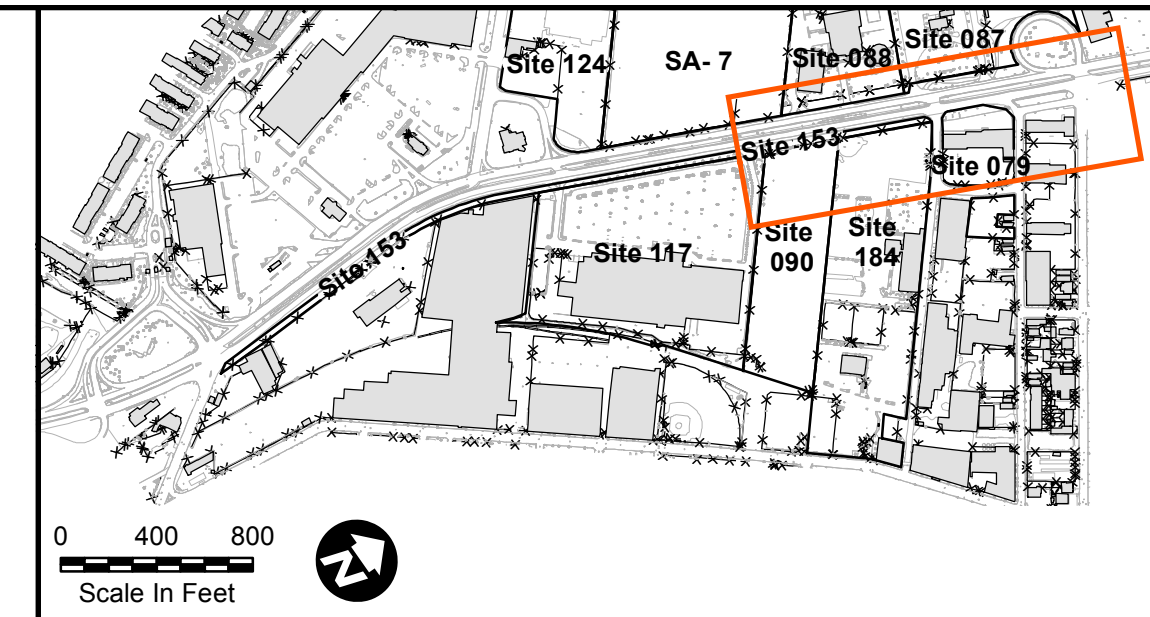 Site 087
Site 088
Site 124
SA- 7
Site 153
Site 079
Site
090
Site
184
Site 117
Site 153
0 400 800
Scale In Feet
N